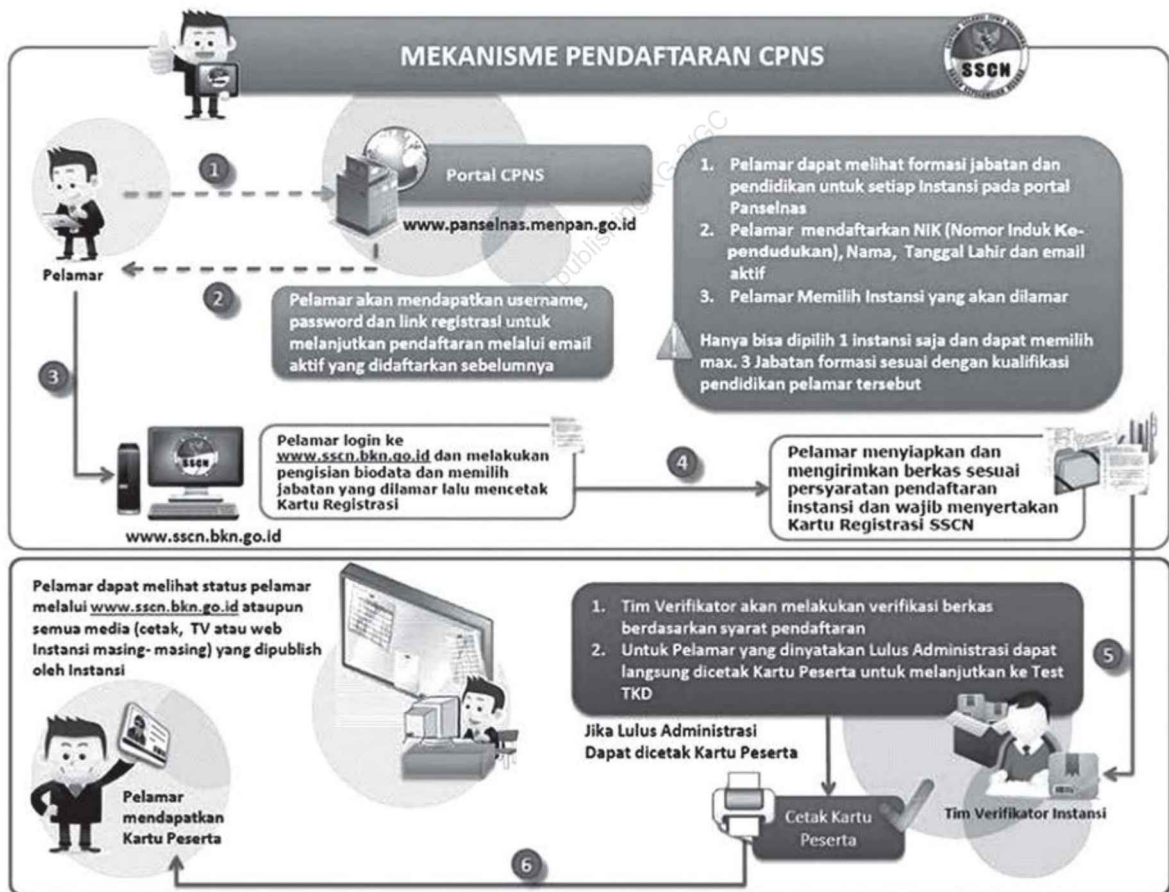 MEKANISME PENDAFTARAN CPNS
SSCN
1
Portal CPNS
www.panselnas.menpan.go.id
Pelamar
2
Pelamar akan mendapatkan username,
password dan link registrasi untuk
melanjutkan pendaftaran melalui email
aktif yang didaftarkan sebelumnya
1. Pelamar dapat melihat formasi jabatan dan
pendidikan untuk setiap Instansi pada portal
Panselnas
2. Pelamar mendaftarkan NIK (Nomor Induk Ke-
pendudukan), Nama, Tanggal Lahir dan email
aktif
3. Pelamar Memilih Instansi yang akan dilamar
Hanya bisa dipilih 1 instansi saja dan dapat memilih
max. 3 Jabatan formasi sesuai dengan kualifikasi
pendidikan pelamar tersebut
3
SSCN
www.sscn.bkn.go.id
Pelamar login ke
www.sscn.bkn.go.id dan melakukan
pengisian biodata dan memilih
jabatan yang dilamar lalu mencetak
Kartu Registrasi
4
Pelamar menyiapkan dan
mengirimkan berkas sesuai
persyaratan pendaftaran
instansi dan wajib menyertakan
Kartu Registrasi SSCN
Pelamar dapat melihat status pelamar
melalui www.sscn.bkn.go.id ataupun
semua media (cetak, TV atau web
Instansi masing- masing) yang dipublish
oleh Instansi
1. Tim Verifikator akan melakukan verifikasi berkas
berdasarkan syarat pendaftaran
2. Untuk Pelamar yang dinyatakan Lulus Administrasi dapat
langsung dicetak Kartu Peserta untuk melanjutkan ke Test
TKD
5
Jika Lulus Administrasi
Dapat dicetak Kartu Peserta
Tim Verifikator Instansi
Cetak Kartu
Peserta
Pelamar
mendapatkan
Kartu Peserta
6